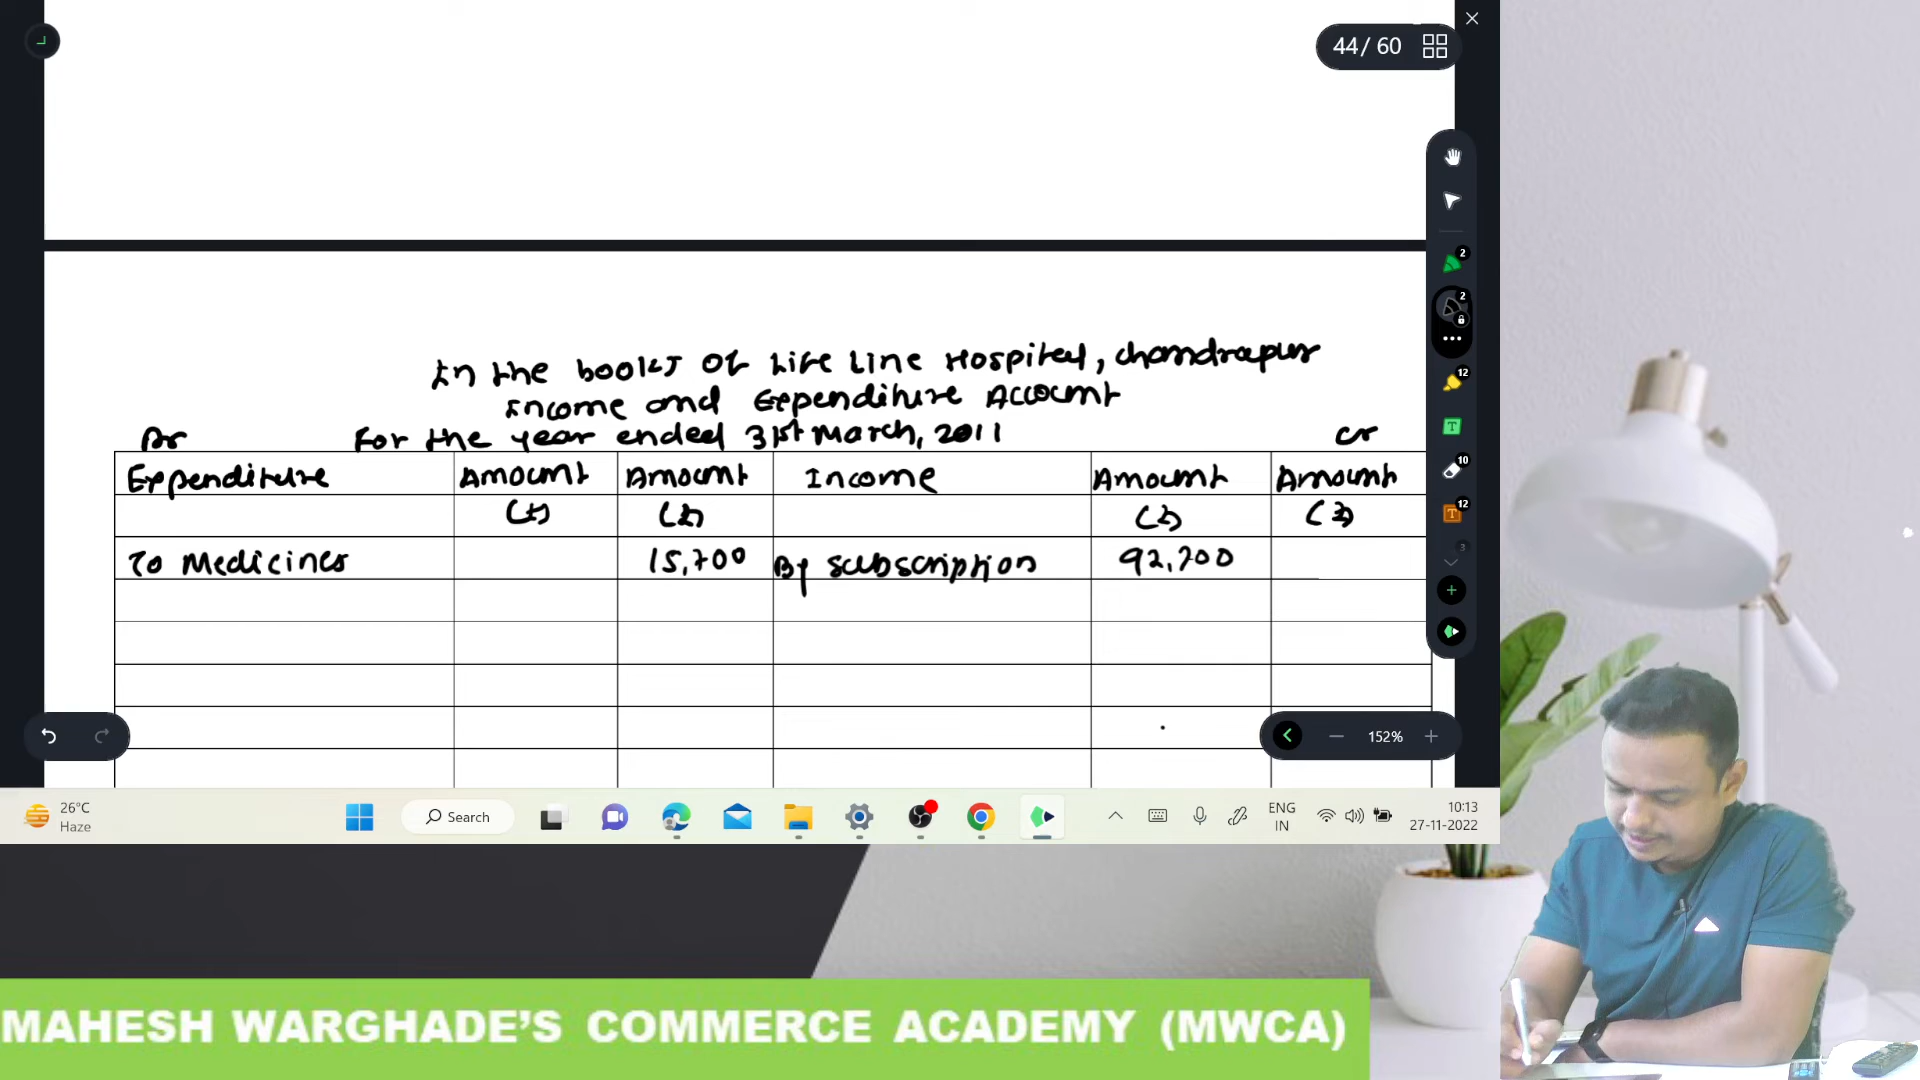 44/ 60
In the books of Life Line Hospital, Chandrapur
Income and Expenditure Account
Dr For the year ended 31st March, 2011 Cr
Expenditure Amount Amount Income Amount Amount
(₹) (₹) (₹) (₹)
To Medicines 15,700 By subscription 92,700
152%
26°C
Haze
Search
ENG
IN
10:13
27-11-2022
MAHESH WARGHADE'S COMMERCE ACADEMY (MWCA)